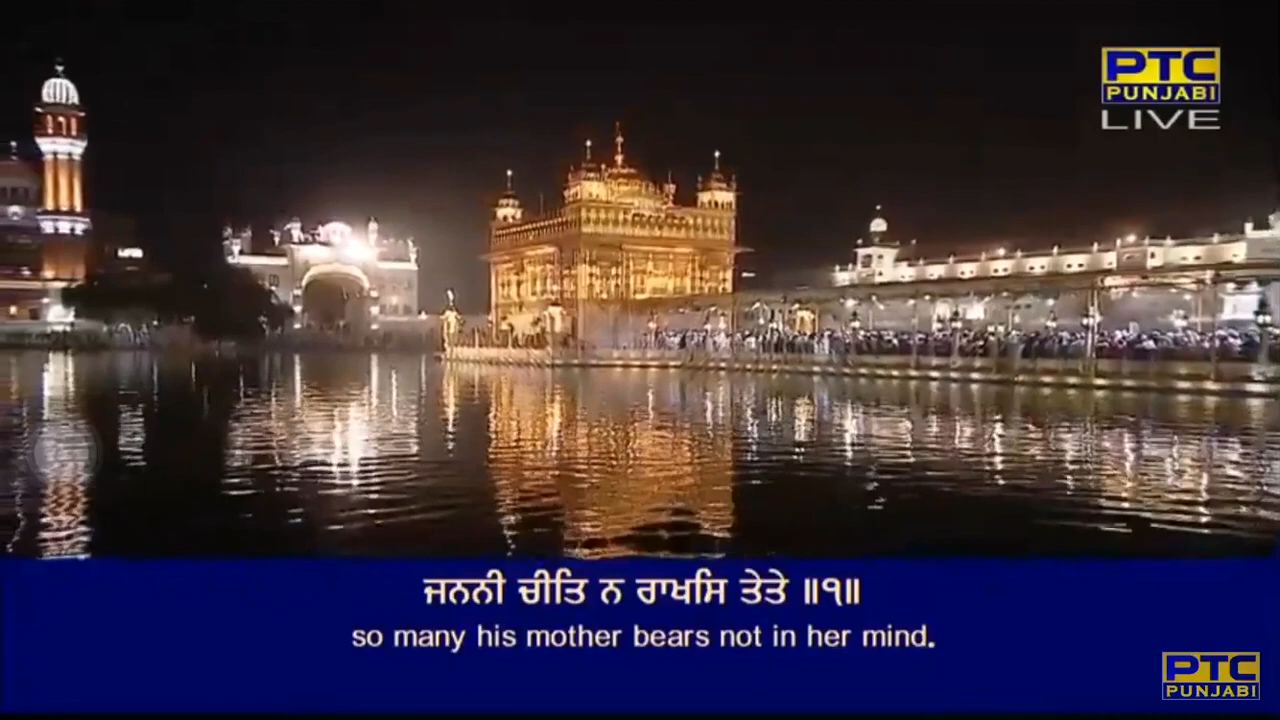 PTC
PUNJABI
LIVE
ਜਨਨੀ ਚੀਤਿ ਨ ਰਾਖਸਿ ਤੇਤੇ ॥੧॥
so many his mother bears not in her mind.
PTC
PUNJABI